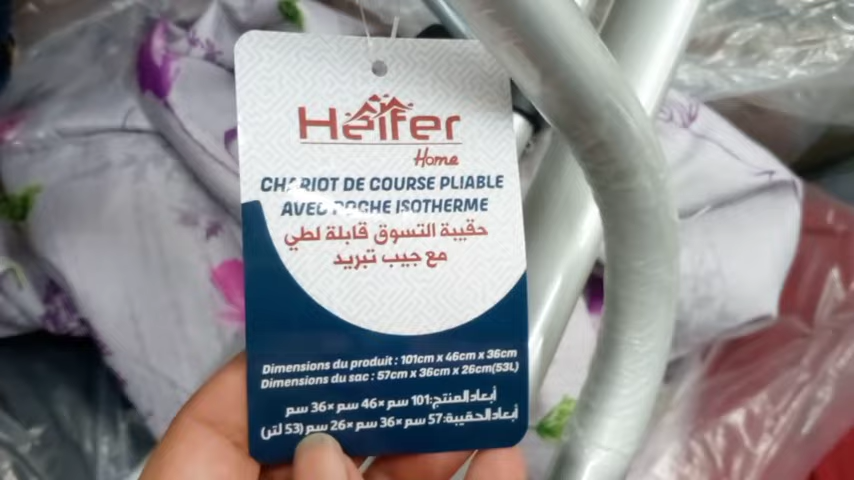 Heifer
Home
CHARIOT DE COURSE PLIABLE
AVEC POCHE ISOTHERME
حقيبة التسوق قابلة لطي
مع جيب تبريد
Dimensions du produit : 101cm x 46cm x 36cm
Dimensions du sac : 57cm x 36cm x 26cm(53L)
أبعاد المنتج: 101 سم × 46 سم × 36 سم
أبعاد الحقيبة: 57 سم × 36 سم × 26 سم (53 لتر)